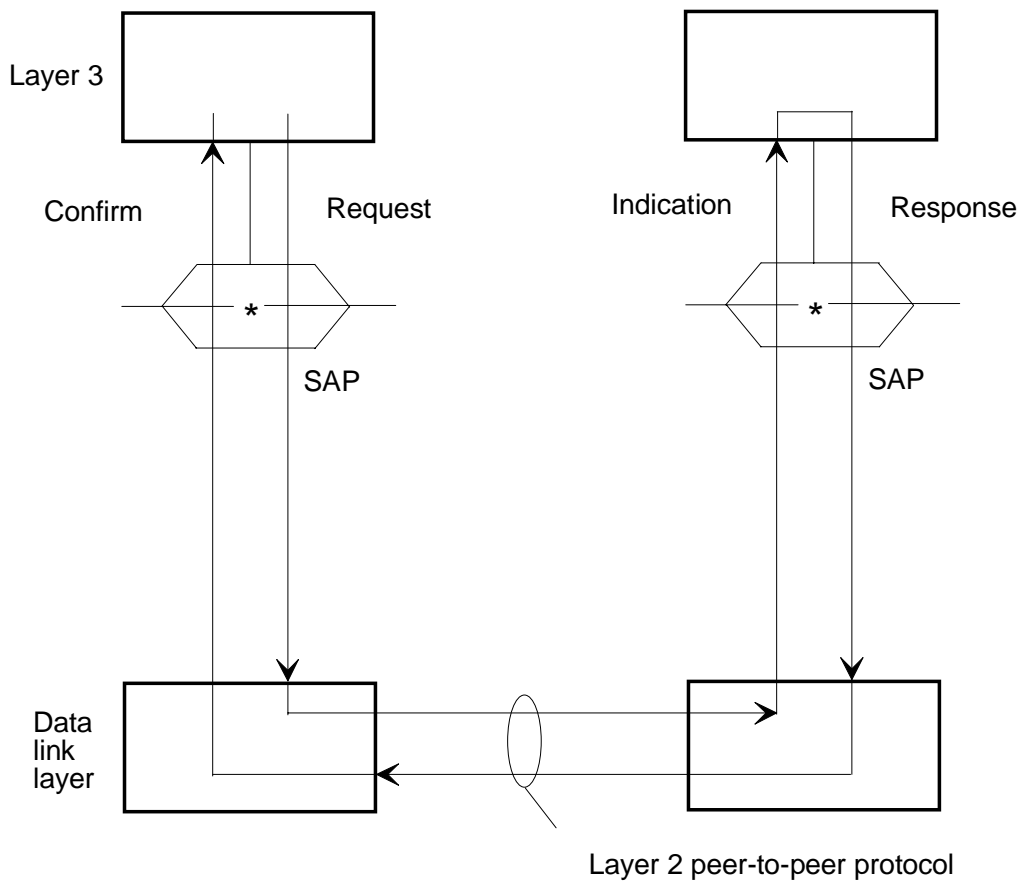 Layer 3
Confirm
Request
Indication
Response
*
*
SAP
SAP
Data
link
layer
Layer 2 peer-to-peer protocol